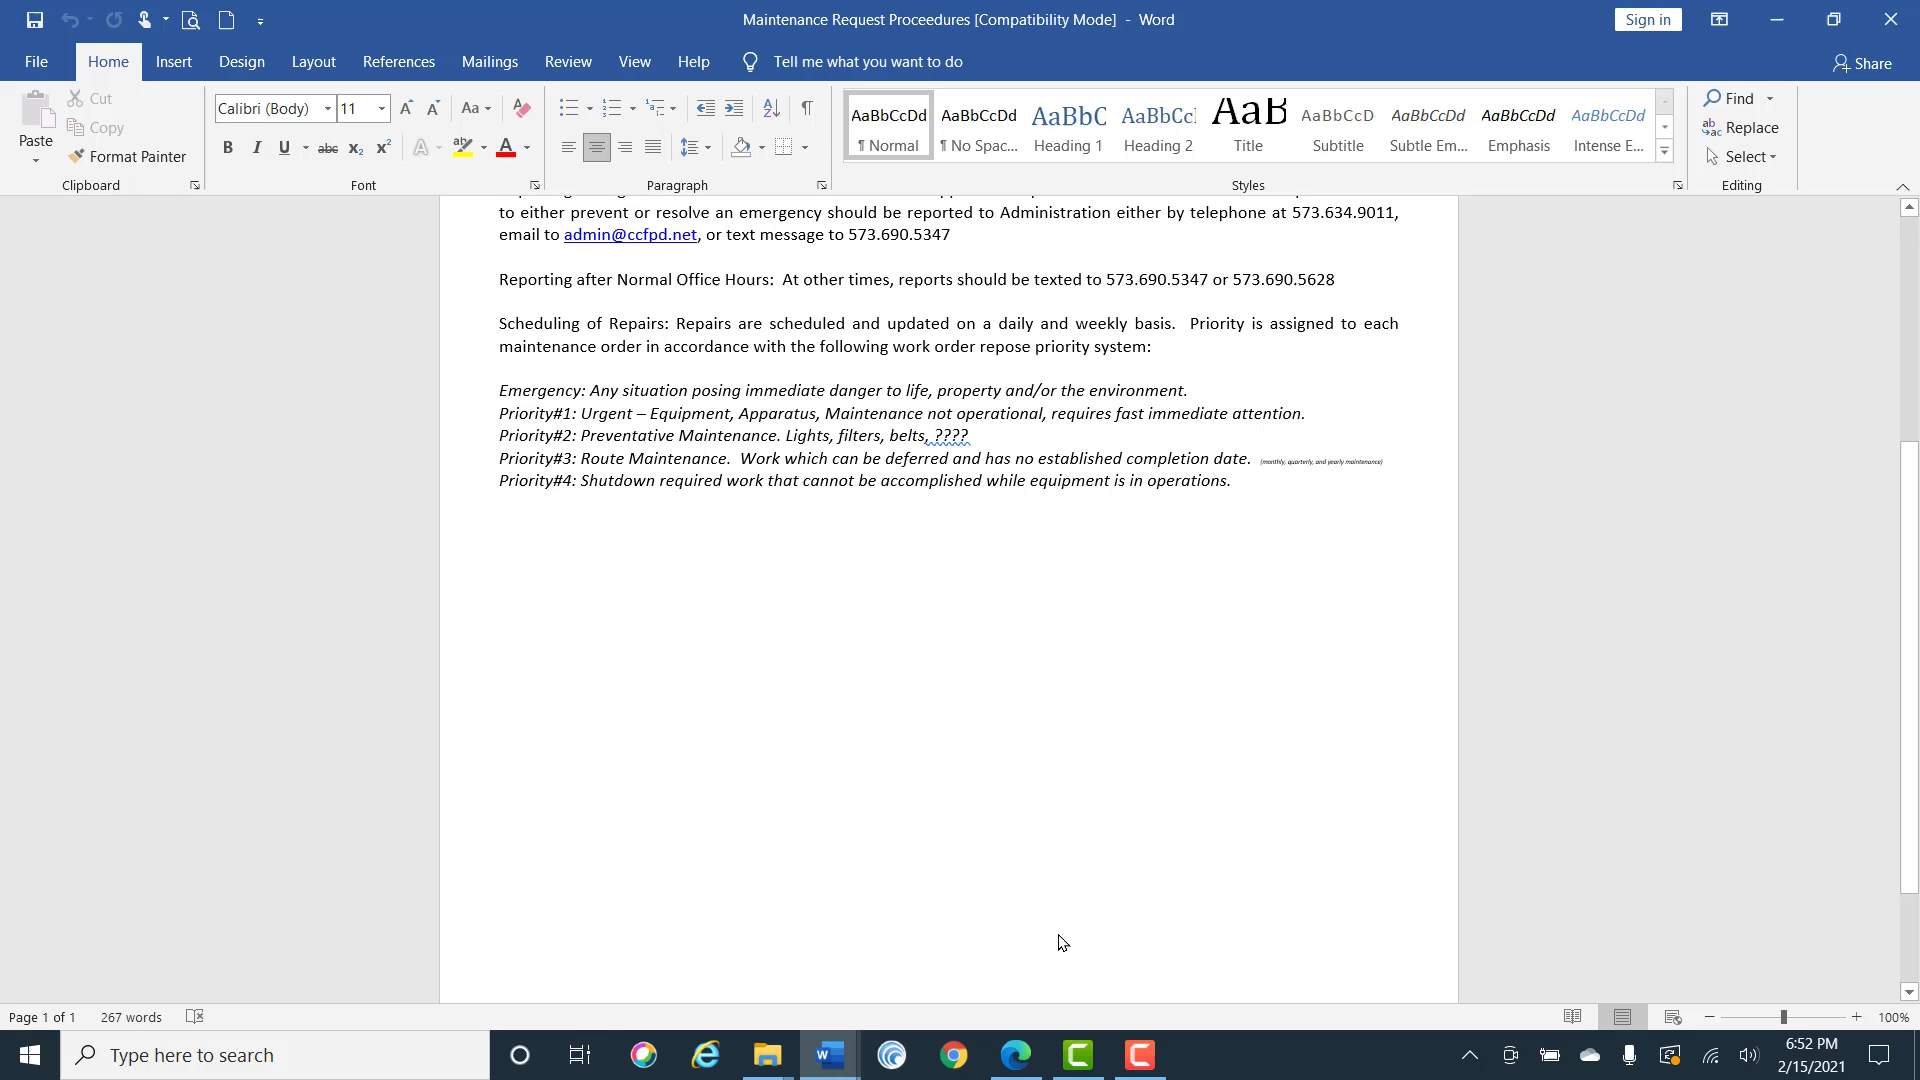 Maintenance Request Proceedures [Compatibility Mode] - Word
Sign in
File Home Insert Design Layout References Mailings Review View Help Tell me what you want to do
Share
Paste
Cut
Copy
Format Painter
Clipboard
Calibri (Body) 11
Font
Paragraph
AaBbCcDd AaBbCcDd AaBbC AaBbCcl AaB AaBbCcD AaBbCcDd AaBbCcDd AaBbCcDd
¶ Normal ¶ No Spac... Heading 1 Heading 2 Title Subtitle Subtle Em... Emphasis Intense E...
Styles
Find
Replace
Select
Editing
to either prevent or resolve an emergency should be reported to Administration either by telephone at 573.634.9011,
email to admin@ccfpd.net, or text message to 573.690.5347
Reporting after Normal Office Hours: At other times, reports should be texted to 573.690.5347 or 573.690.5628
Scheduling of Repairs: Repairs are scheduled and updated on a daily and weekly basis. Priority is assigned to each
maintenance order in accordance with the following work order repose priority system:
Emergency: Any situation posing immediate danger to life, property and/or the environment.
Priority#1: Urgent – Equipment, Apparatus, Maintenance not operational, requires fast immediate attention.
Priority#2: Preventative Maintenance. Lights, filters, belts, ????
Priority#3: Route Maintenance. Work which can be deferred and has no established completion date. (monthly, quarterly, and yearly maintenance)
Priority#4: Shutdown required work that cannot be accomplished while equipment is in operations.
Page 1 of 1 267 words
100%
Type here to search
6:52 PM
2/15/2021